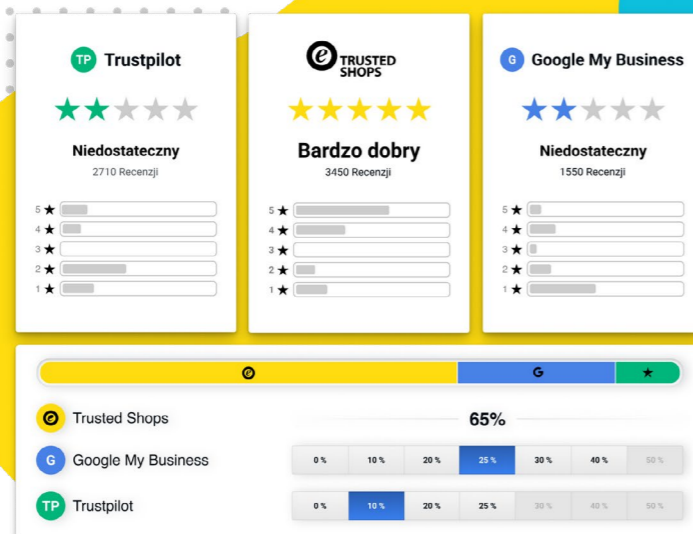 TP Trustpilot
Niedostateczny
2710 Recenzji
5 ★
4 ★
3 ★
2 ★
1 ★
e TRUSTED
SHOPS
Bardzo dobry
3450 Recenzji
5 ★
4 ★
3 ★
2 ★
1 ★
G Google My Business
Niedostateczny
1550 Recenzji
5 ★
4 ★
3 ★
2 ★
1 ★
e G ★
e Trusted Shops 65%
G Google My Business 0 % 10 % 20 % 25 % 30 % 40 % 50 %
TP Trustpilot 0 % 10 % 20 % 25 % 30 % 40 % 50 %